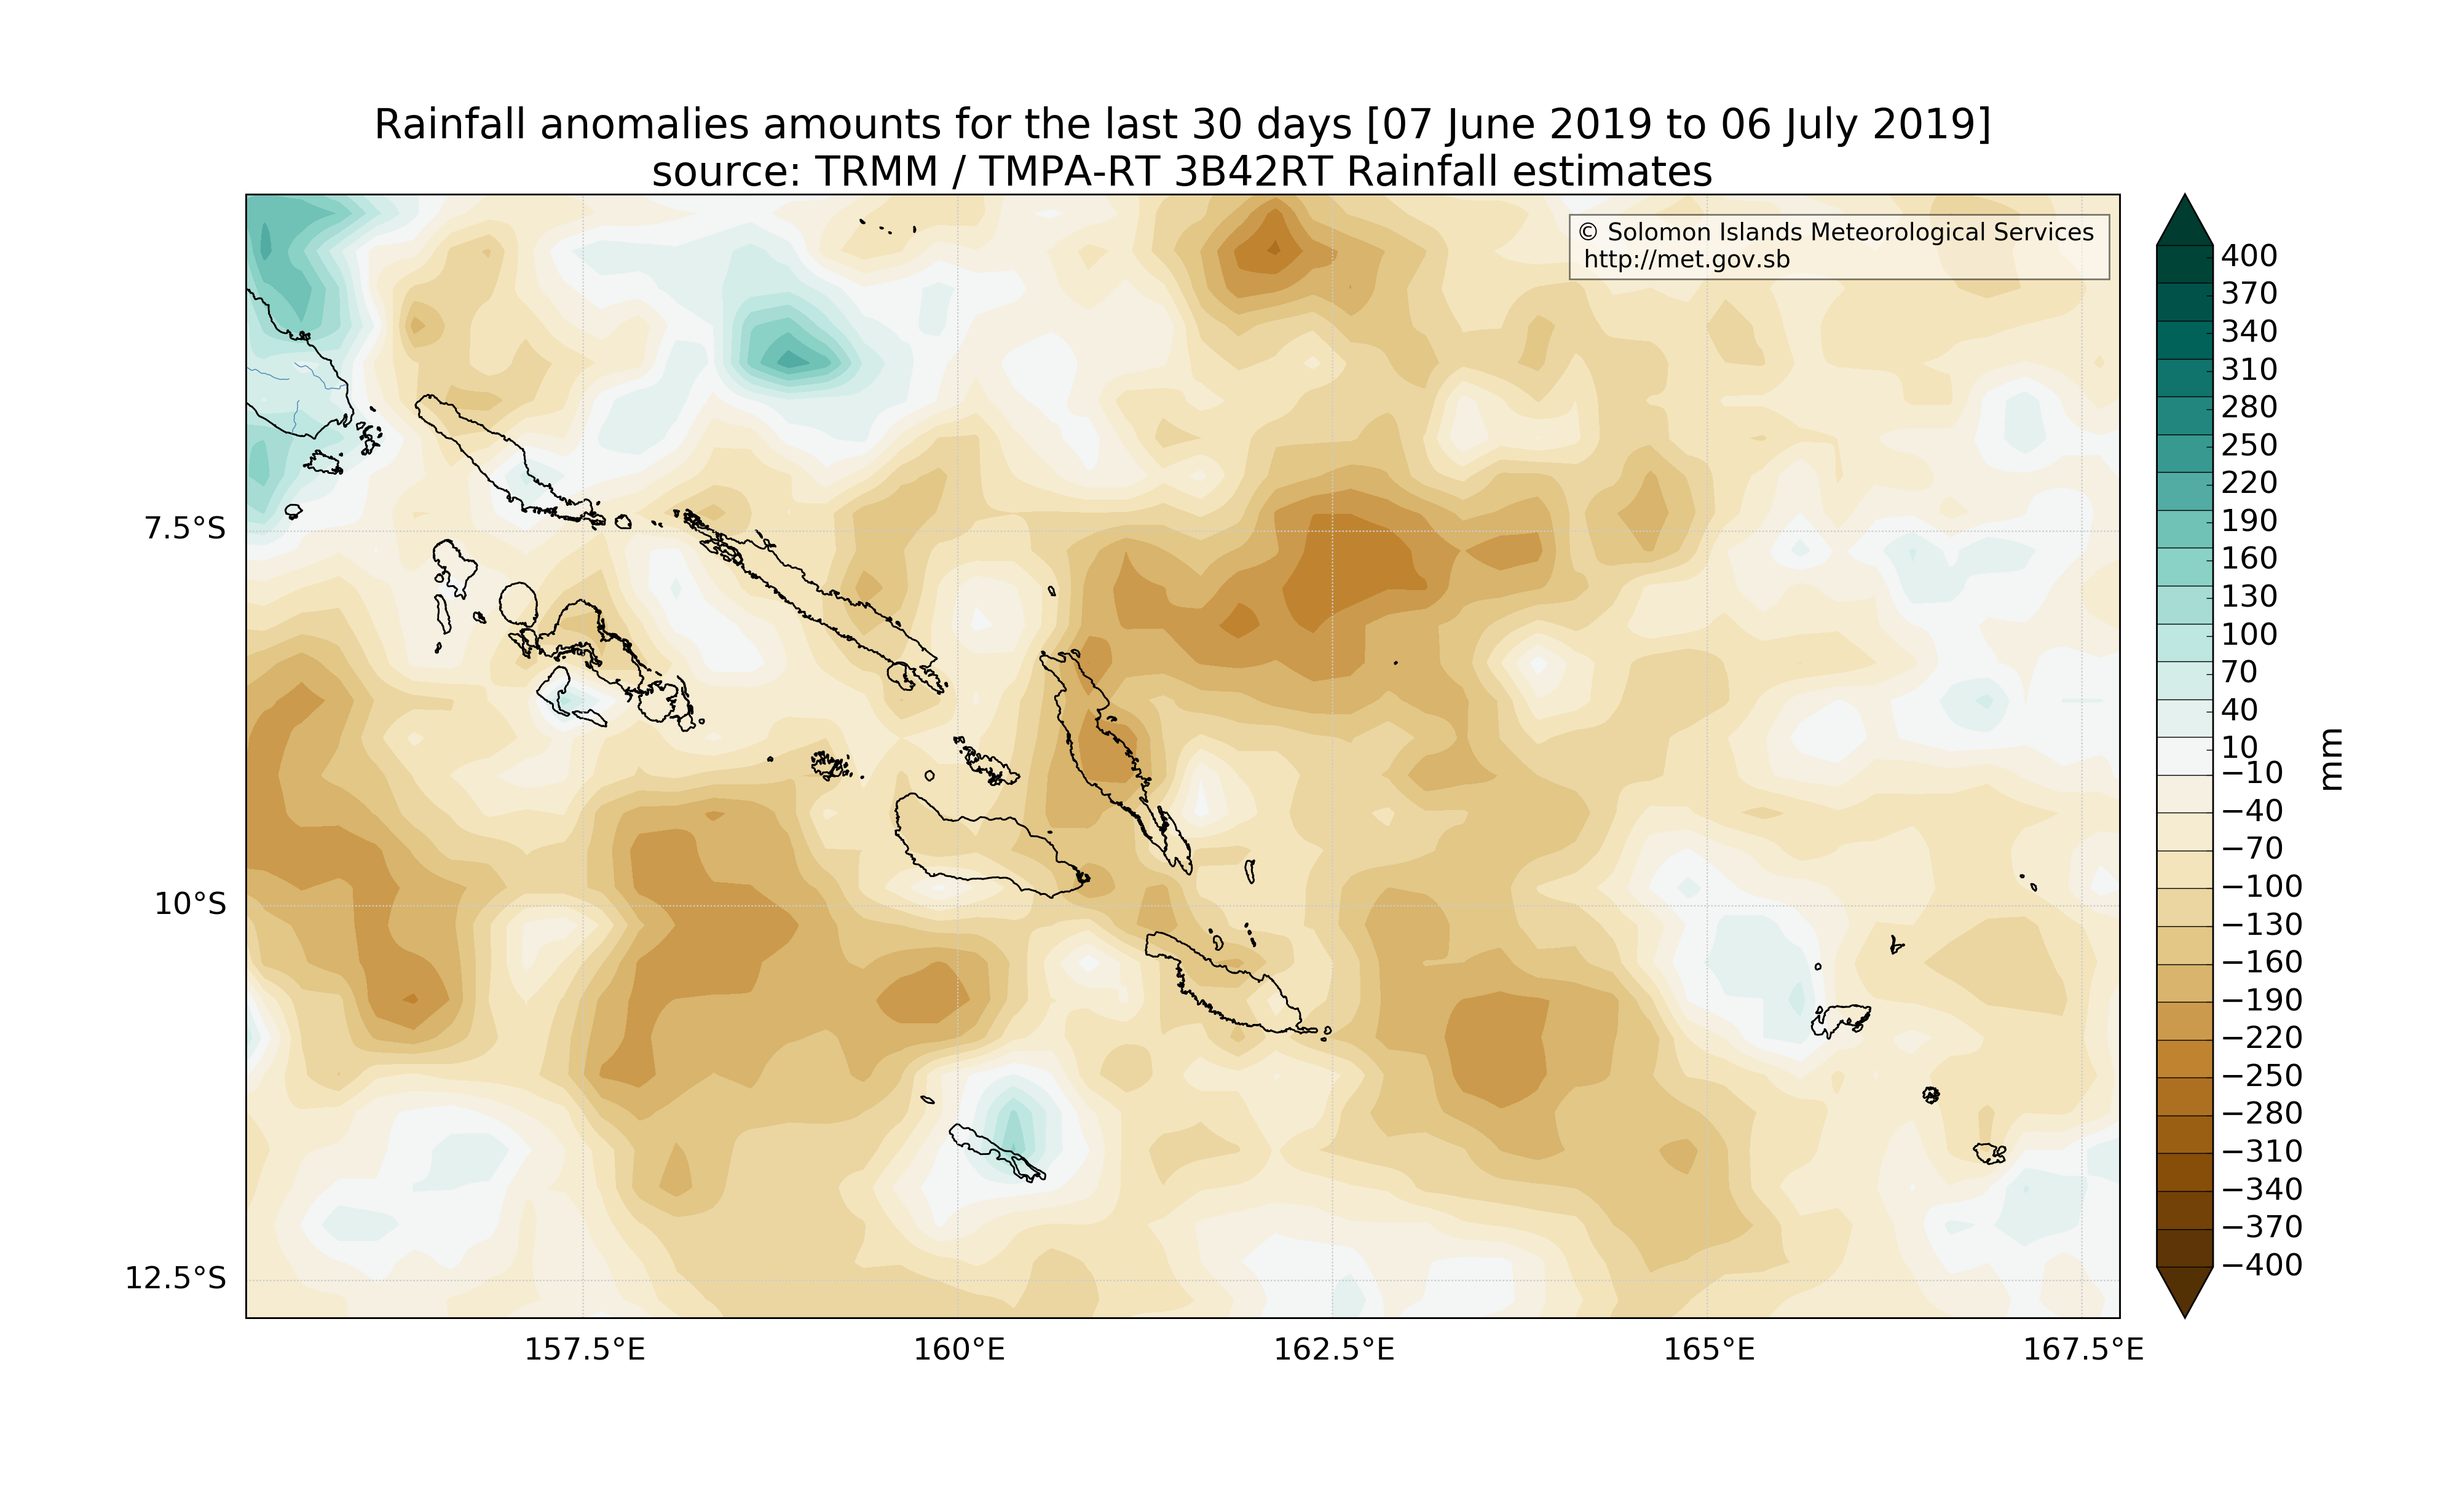 Rainfall anomalies amounts for the last 30 days [07 June 2019 to 06 July 2019]
source: TRMM / TMPA-RT 3B42RT Rainfall estimates
© Solomon Islands Meteorological Services
http://met.gov.sb
7.5°S
10°S
12.5°S
157.5°E
160°E
162.5°E
165°E
167.5°E
400
370
340
310
280
250
220
190
160
130
100
70
40
10
−10
−40
−70
−100
−130
−160
−190
−220
−250
−280
−310
−340
−370
−400
mm